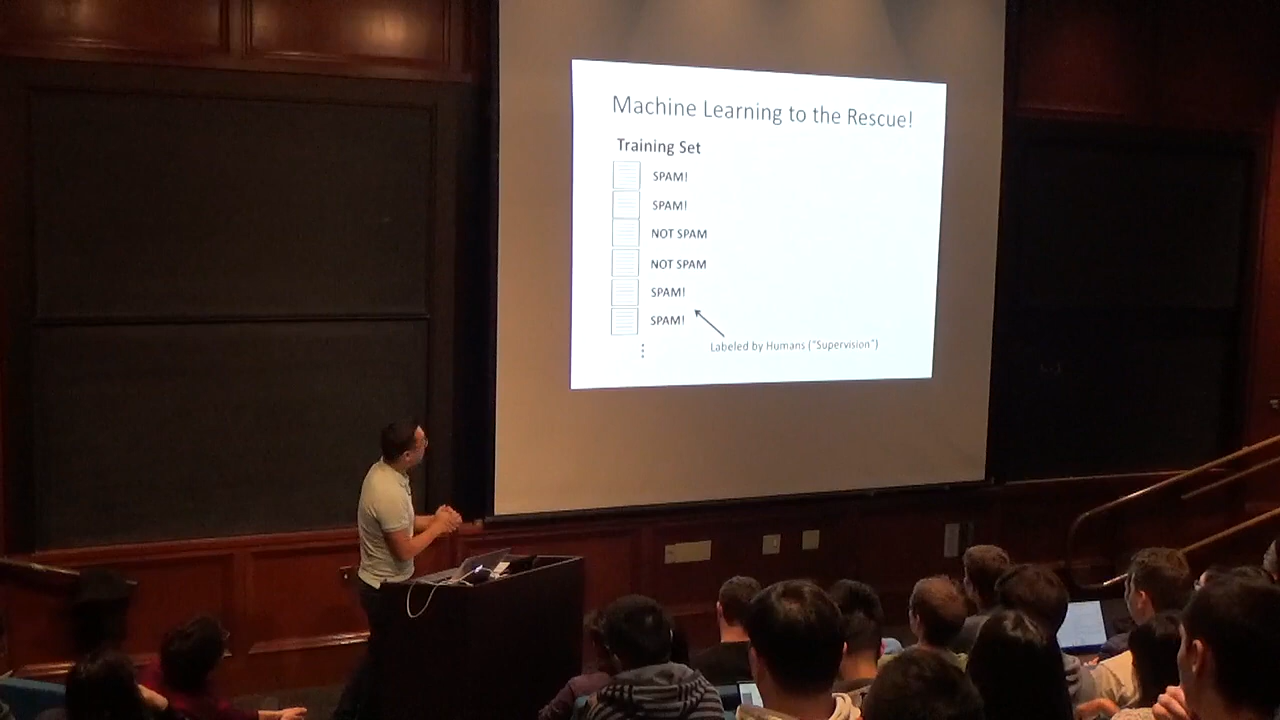 Machine Learning to the Rescue!
Training Set
SPAM!
SPAM!
NOT SPAM
NOT SPAM
SPAM!
SPAM!
Labeled by Humans ("Supervision")